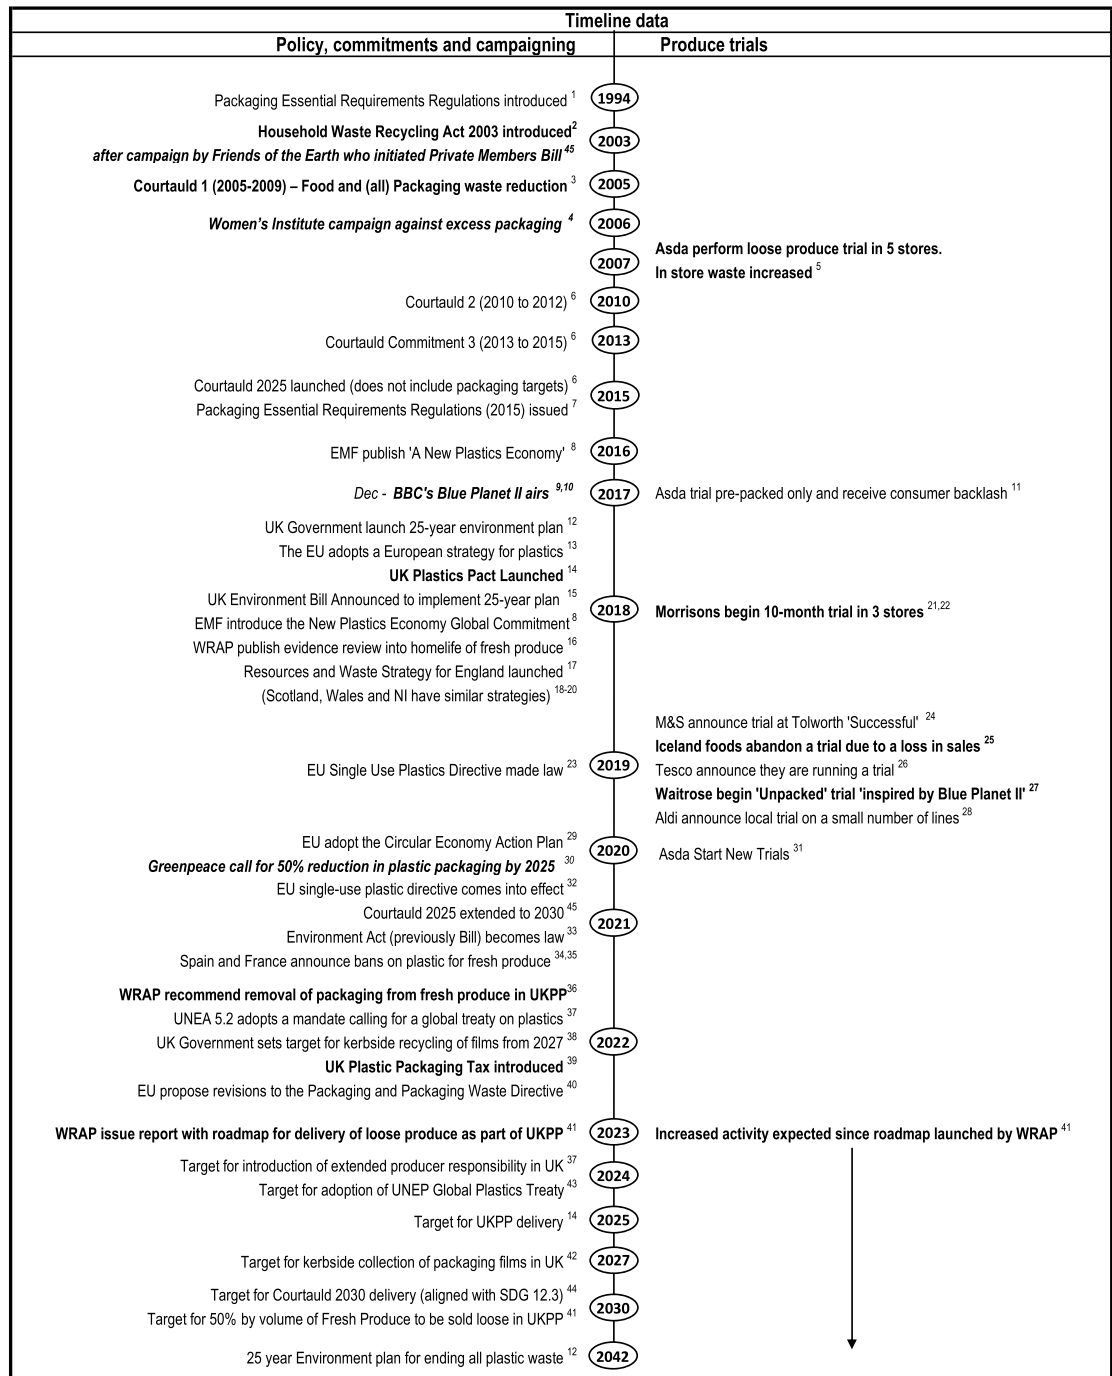 Timeline data
Policy, commitments and campaigning
Produce trials
Packaging Essential Requirements Regulations introduced 1
1994
Household Waste Recycling Act 2003 introduced2
after campaign by Friends of the Earth who initiated Private Members Bill 45
2003
Courtauld 1 (2005-2009) – Food and (all) Packaging waste reduction 3
2005
Women's Institute campaign against excess packaging 4
2006
2007
Asda perform loose produce trial in 5 stores.
In store waste increased 5
Courtauld 2 (2010 to 2012) 6
2010
Courtauld Commitment 3 (2013 to 2015) 6
2013
Courtauld 2025 launched (does not include packaging targets) 6
Packaging Essential Requirements Regulations (2015) issued 7
2015
EMF publish 'A New Plastics Economy' 8
2016
Dec - BBC's Blue Planet II airs 9,10
2017
Asda trial pre-packed only and receive consumer backlash 11
UK Government launch 25-year environment plan 12
The EU adopts a European strategy for plastics 13
UK Plastics Pact Launched 14
UK Environment Bill Announced to implement 25-year plan 15
EMF introduce the New Plastics Economy Global Commitment 8
WRAP publish evidence review into homelife of fresh produce 16
Resources and Waste Strategy for England launched 17
(Scotland, Wales and NI have similar strategies) 18-20
2018
Morrisons begin 10-month trial in 3 stores 21,22
EU Single Use Plastics Directive made law 23
2019
M&S announce trial at Tolworth 'Successful' 24
Iceland foods abandon a trial due to a loss in sales 25
Tesco announce they are running a trial 26
Waitrose begin 'Unpacked' trial 'inspired by Blue Planet II' 27
Aldi announce local trial on a small number of lines 28
EU adopt the Circular Economy Action Plan 29
Greenpeace call for 50% reduction in plastic packaging by 2025 30
2020
Asda Start New Trials 31
EU single-use plastic directive comes into effect 32
Courtauld 2025 extended to 2030 45
Environment Act (previously Bill) becomes law 33
Spain and France announce bans on plastic for fresh produce 34,35
2021
WRAP recommend removal of packaging from fresh produce in UKPP36
UNEA 5.2 adopts a mandate calling for a global treaty on plastics 37
UK Government sets target for kerbside recycling of films from 2027 38
UK Plastic Packaging Tax introduced 39
EU propose revisions to the Packaging and Packaging Waste Directive 40
2022
WRAP issue report with roadmap for delivery of loose produce as part of UKPP 41
2023
Increased activity expected since roadmap launched by WRAP 41
Target for introduction of extended producer responsibility in UK 37
Target for adoption of UNEP Global Plastics Treaty 43
2024
Target for UKPP delivery 14
2025
Target for kerbside collection of packaging films in UK 42
2027
Target for Courtauld 2030 delivery (aligned with SDG 12.3) 44
Target for 50% by volume of Fresh Produce to be sold loose in UKPP 41
2030
25 year Environment plan for ending all plastic waste 12
2042